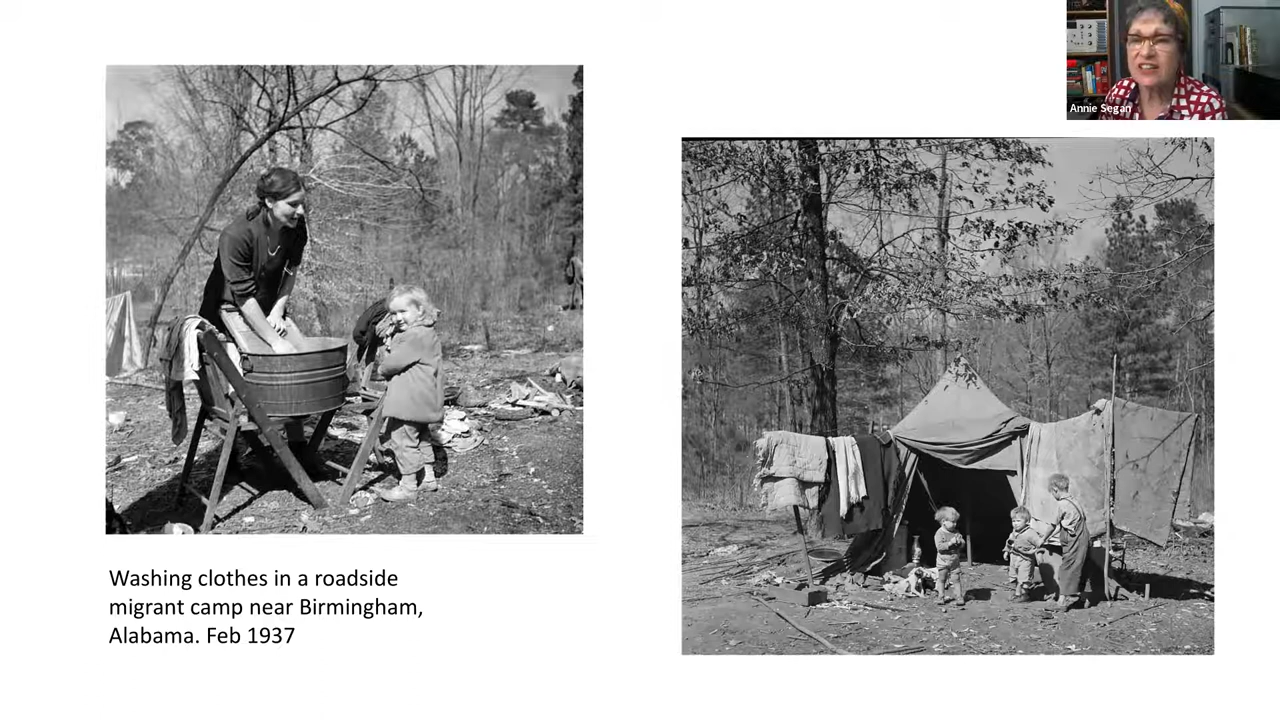 Annie Segan
Washing clothes in a roadside
migrant camp near Birmingham,
Alabama. Feb 1937